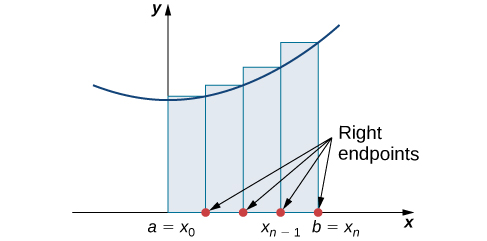 y
Right
endpoints
x
a = x₀ xₙ₋₁ b = xₙ